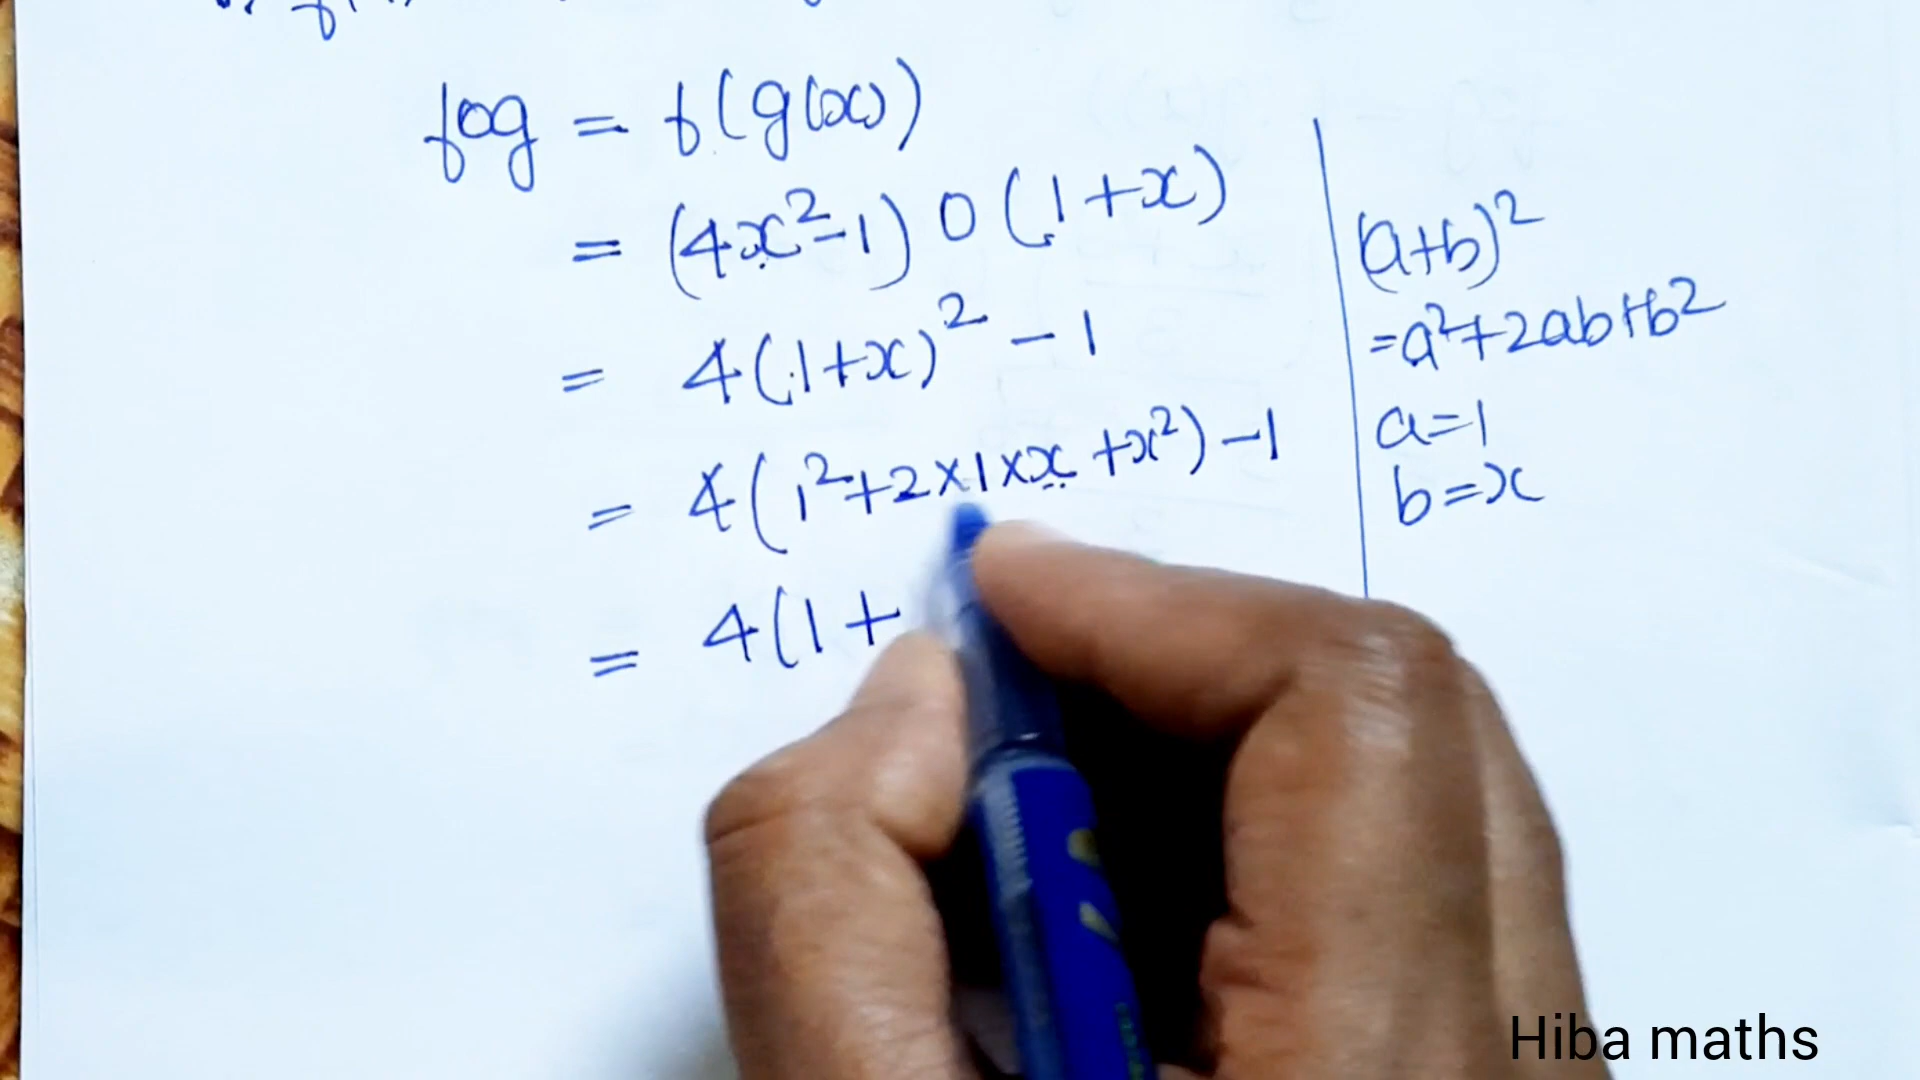 fog = f(g(x))
= (4x²-1) o (1+x)
= 4(1+x)² - 1
= 4(1²+2×1×x+x²)-1
= 4(1+
(a+b)²
=a²+2ab+b²
a=1
b=x
Hiba maths